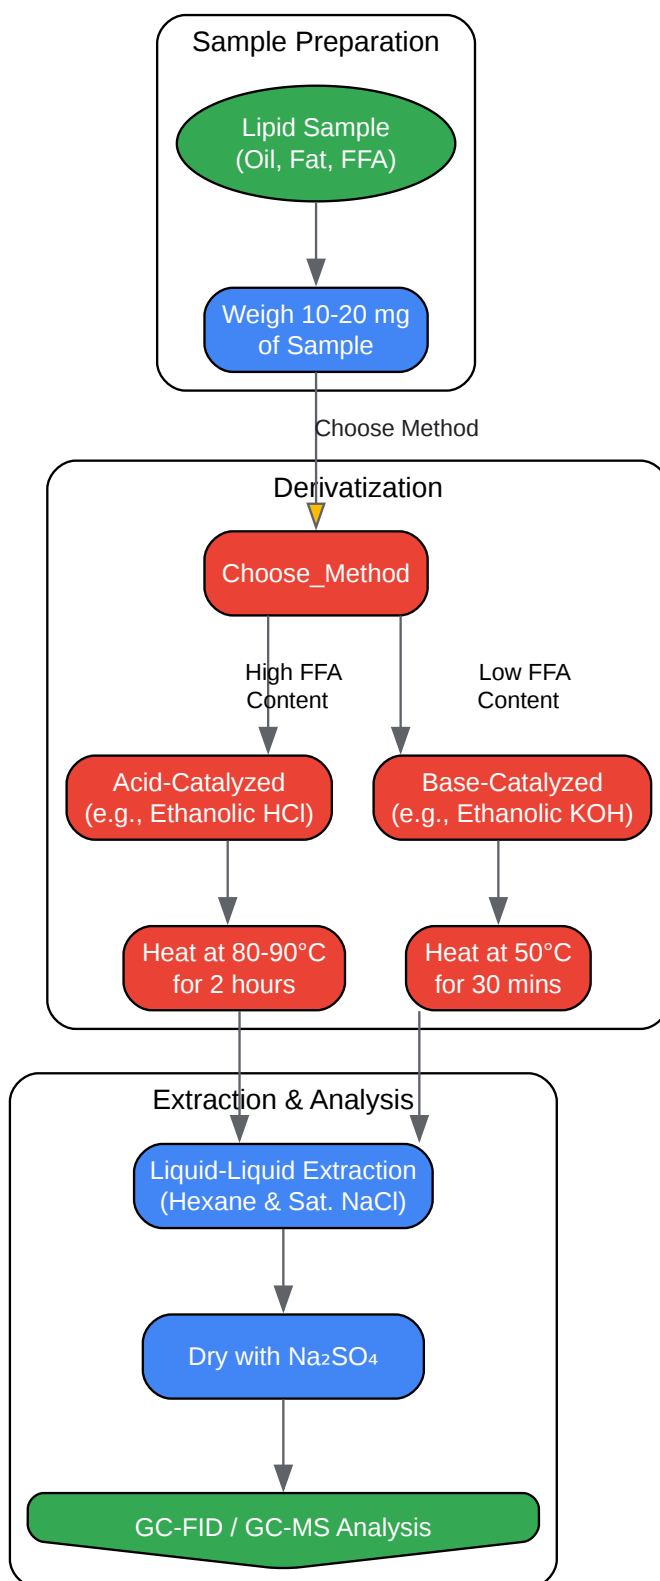 Sample Preparation
Lipid Sample
(Oil, Fat, FFA)
Weigh 10-20 mg
of Sample
Choose Method
Derivatization
Choose_Method
High FFA
Content
Low FFA
Content
Acid-Catalyzed
(e.g., Ethanolic HCl)
Base-Catalyzed
(e.g., Ethanolic KOH)
Heat at 80-90°C
for 2 hours
Heat at 50°C
for 30 mins
Extraction & Analysis
Liquid-Liquid Extraction
(Hexane & Sat. NaCl)
Dry with Na₂SO₄
GC-FID / GC-MS Analysis